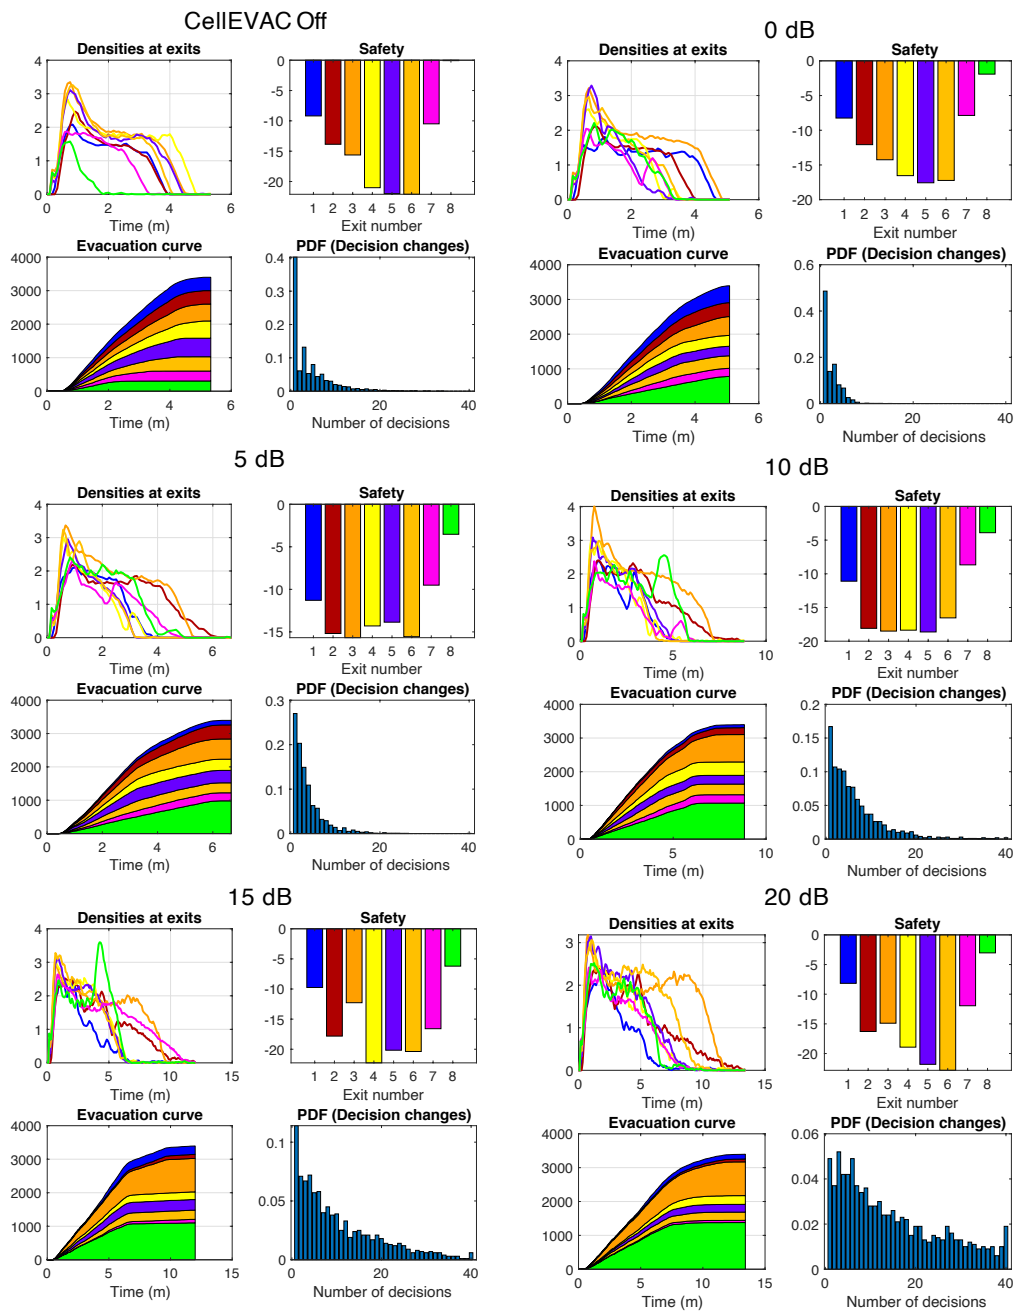 CellEVAC Off
Densities at exits
4
3
2
1
0
0 2 4 6
Time (m)
Safety
0
-5
-10
-15
-20
1 2 3 4 5 6 7 8
Exit number
Evacuation curve
4000
3000
2000
1000
0
0 2 4 6
Time (m)
PDF (Decision changes)
0.4
0.3
0.2
0.1
0
0 20 40
Number of decisions
0 dB
Densities at exits
4
3
2
1
0
0 2 4 6
Time (m)
Safety
0
-5
-10
-15
-20
1 2 3 4 5 6 7 8
Exit number
Evacuation curve
4000
3000
2000
1000
0
0 2 4 6
Time (m)
PDF (Decision changes)
0.6
0.4
0.2
0
0 20 40
Number of decisions
5 dB
Densities at exits
4
3
2
1
0
0 2 4 6
Time (m)
Safety
0
-5
-10
-15
1 2 3 4 5 6 7 8
Exit number
Evacuation curve
4000
3000
2000
1000
0
0 2 4 6
Time (m)
PDF (Decision changes)
0.3
0.2
0.1
0
0 20 40
Number of decisions
10 dB
Densities at exits
4
3
2
1
0
0 5 10
Time (m)
Safety
0
-5
-10
-15
-20
1 2 3 4 5 6 7 8
Exit number
Evacuation curve
4000
3000
2000
1000
0
0 5 10
Time (m)
PDF (Decision changes)
0.2
0.15
0.1
0.05
0
0 20 40
Number of decisions
15 dB
Densities at exits
4
3
2
1
0
0 5 10 15
Time (m)
Safety
0
-5
-10
-15
-20
1 2 3 4 5 6 7 8
Exit number
Evacuation curve
4000
3000
2000
1000
0
0 5 10 15
Time (m)
PDF (Decision changes)
0.1
0.05
0
0 20 40
Number of decisions
20 dB
Densities at exits
3
2
1
0
0 5 10 15
Time (m)
Safety
0
-5
-10
-15
-20
1 2 3 4 5 6 7 8
Exit number
Evacuation curve
4000
3000
2000
1000
0
0 5 10 15
Time (m)
PDF (Decision changes)
0.06
0.04
0.02
0
0 20 40
Number of decisions